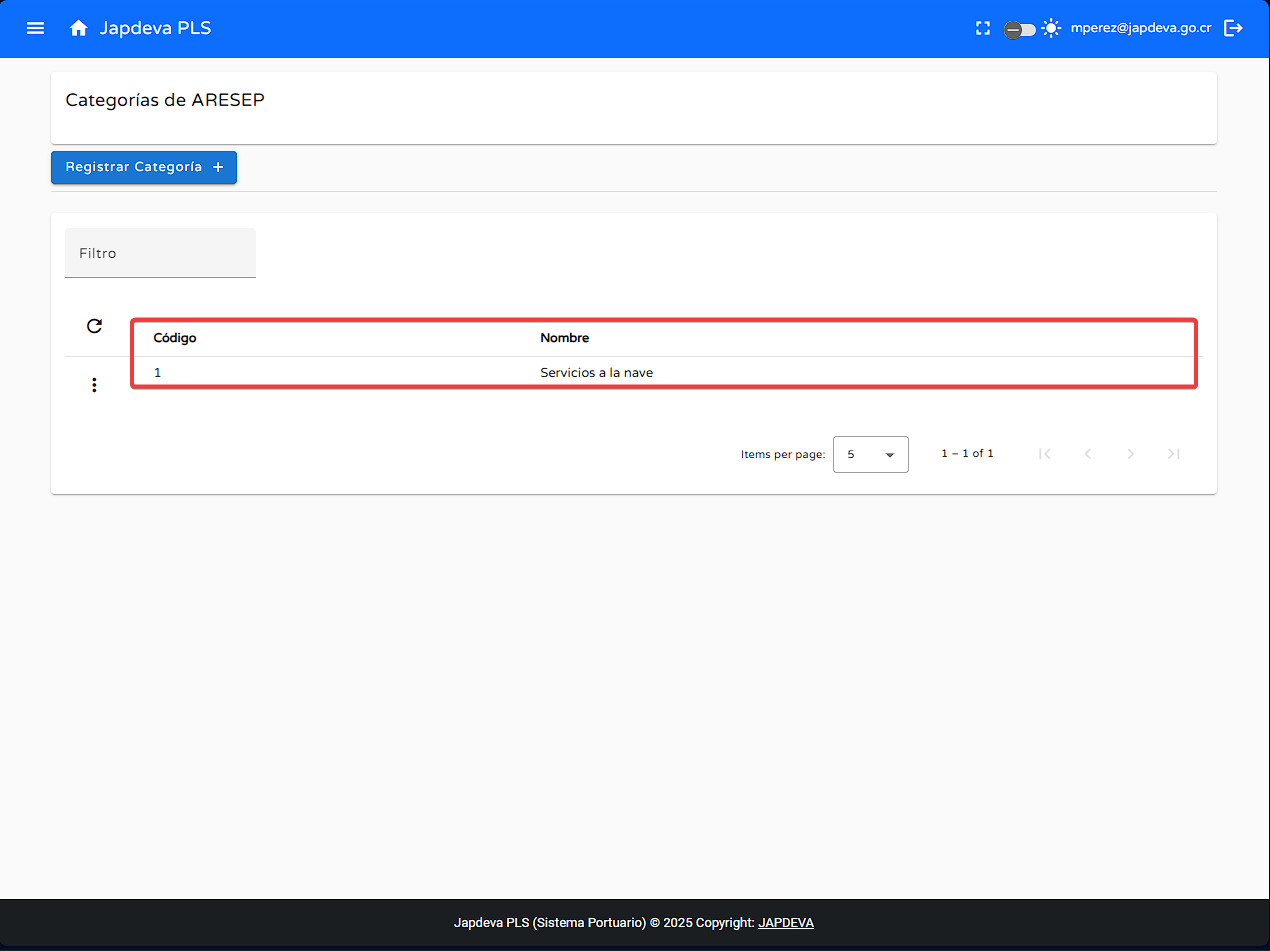 Japdeva PLS
mperez@japdeva.go.cr
Categorías de ARESEP
Registrar Categoría +
Filtro
Código Nombre
1 Servicios a la nave
Items per page: 5 1 – 1 of 1
Japdeva PLS (Sistema Portuario) © 2025 Copyright: JAPDEVA